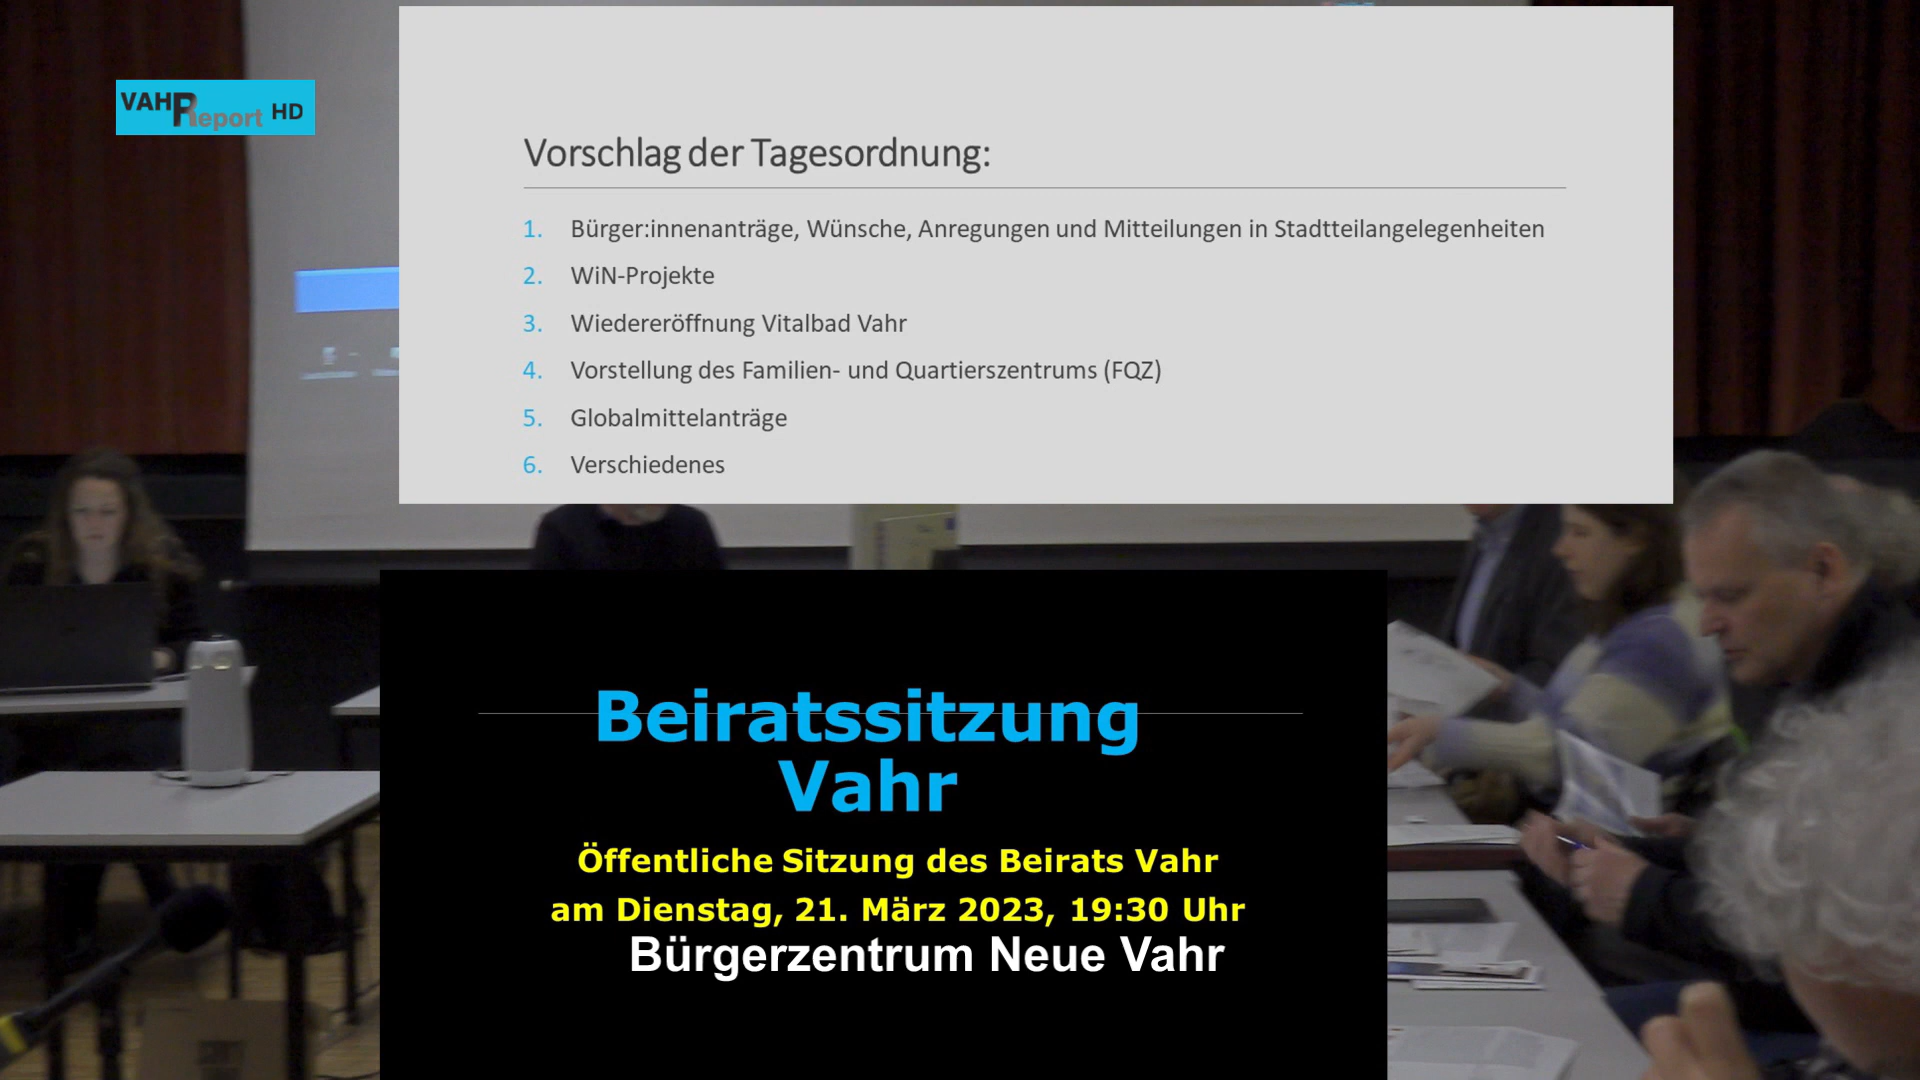 VAHR Report HD
Vorschlag der Tagesordnung:
1. Bürger:innenanträge, Wünsche, Anregungen und Mitteilungen in Stadtteilangelegenheiten
2. WiN-Projekte
3. Wiedereröffnung Vitalbad Vahr
4. Vorstellung des Familien- und Quartierszentrums (FQZ)
5. Globalmittelanträge
6. Verschiedenes
Beiratssitzung
Vahr
Öffentliche Sitzung des Beirats Vahr
am Dienstag, 21. März 2023, 19:30 Uhr
Bürgerzentrum Neue Vahr